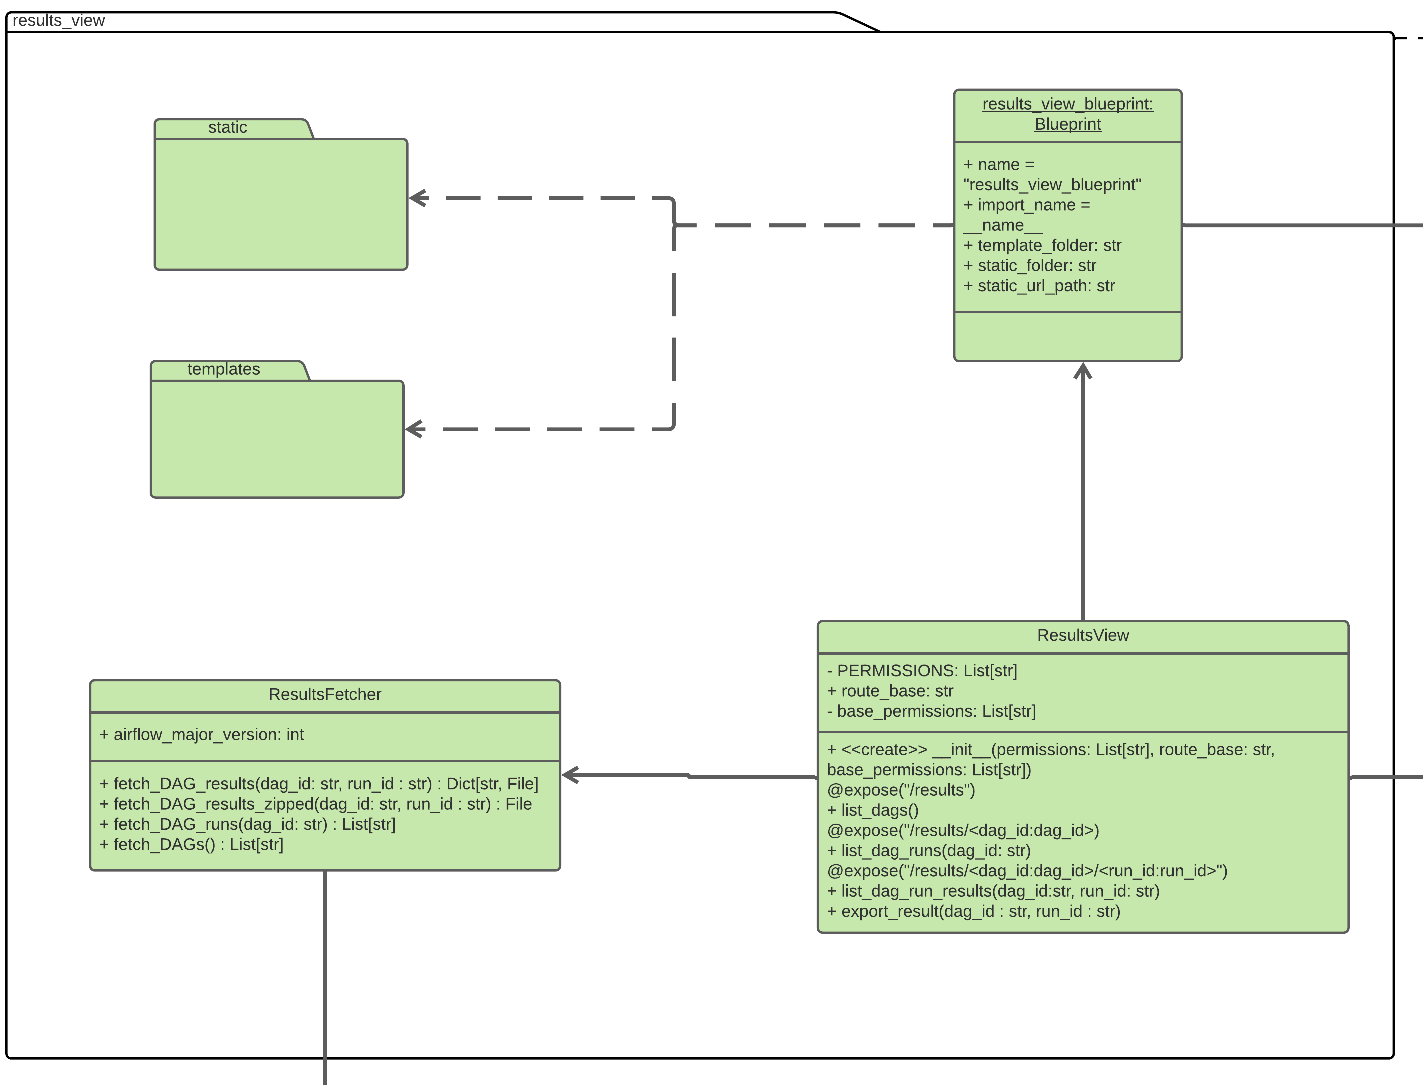 results_view
static
templates
results_view_blueprint:
Blueprint
+ name =
"results_view_blueprint"
+ import_name =
__name__
+ template_folder: str
+ static_folder: str
+ static_url_path: str
ResultsFetcher
+ airflow_major_version: int
+ fetch_DAG_results(dag_id: str, run_id : str) : Dict[str, File]
+ fetch_DAG_results_zipped(dag_id: str, run_id : str) : File
+ fetch_DAG_runs(dag_id: str) : List[str]
+ fetch_DAGs() : List[str]
ResultsView
- PERMISSIONS: List[str]
+ route_base: str
- base_permissions: List[str]
+ <<create>> __init__(permissions: List[str], route_base: str,
base_permissions: List[str])
@expose("/results")
+ list_dags()
@expose("/results/<dag_id:dag_id>)
+ list_dag_runs(dag_id: str)
@expose("/results/<dag_id:dag_id>/<run_id:run_id>")
+ list_dag_run_results(dag_id:str, run_id: str)
+ export_result(dag_id : str, run_id : str)